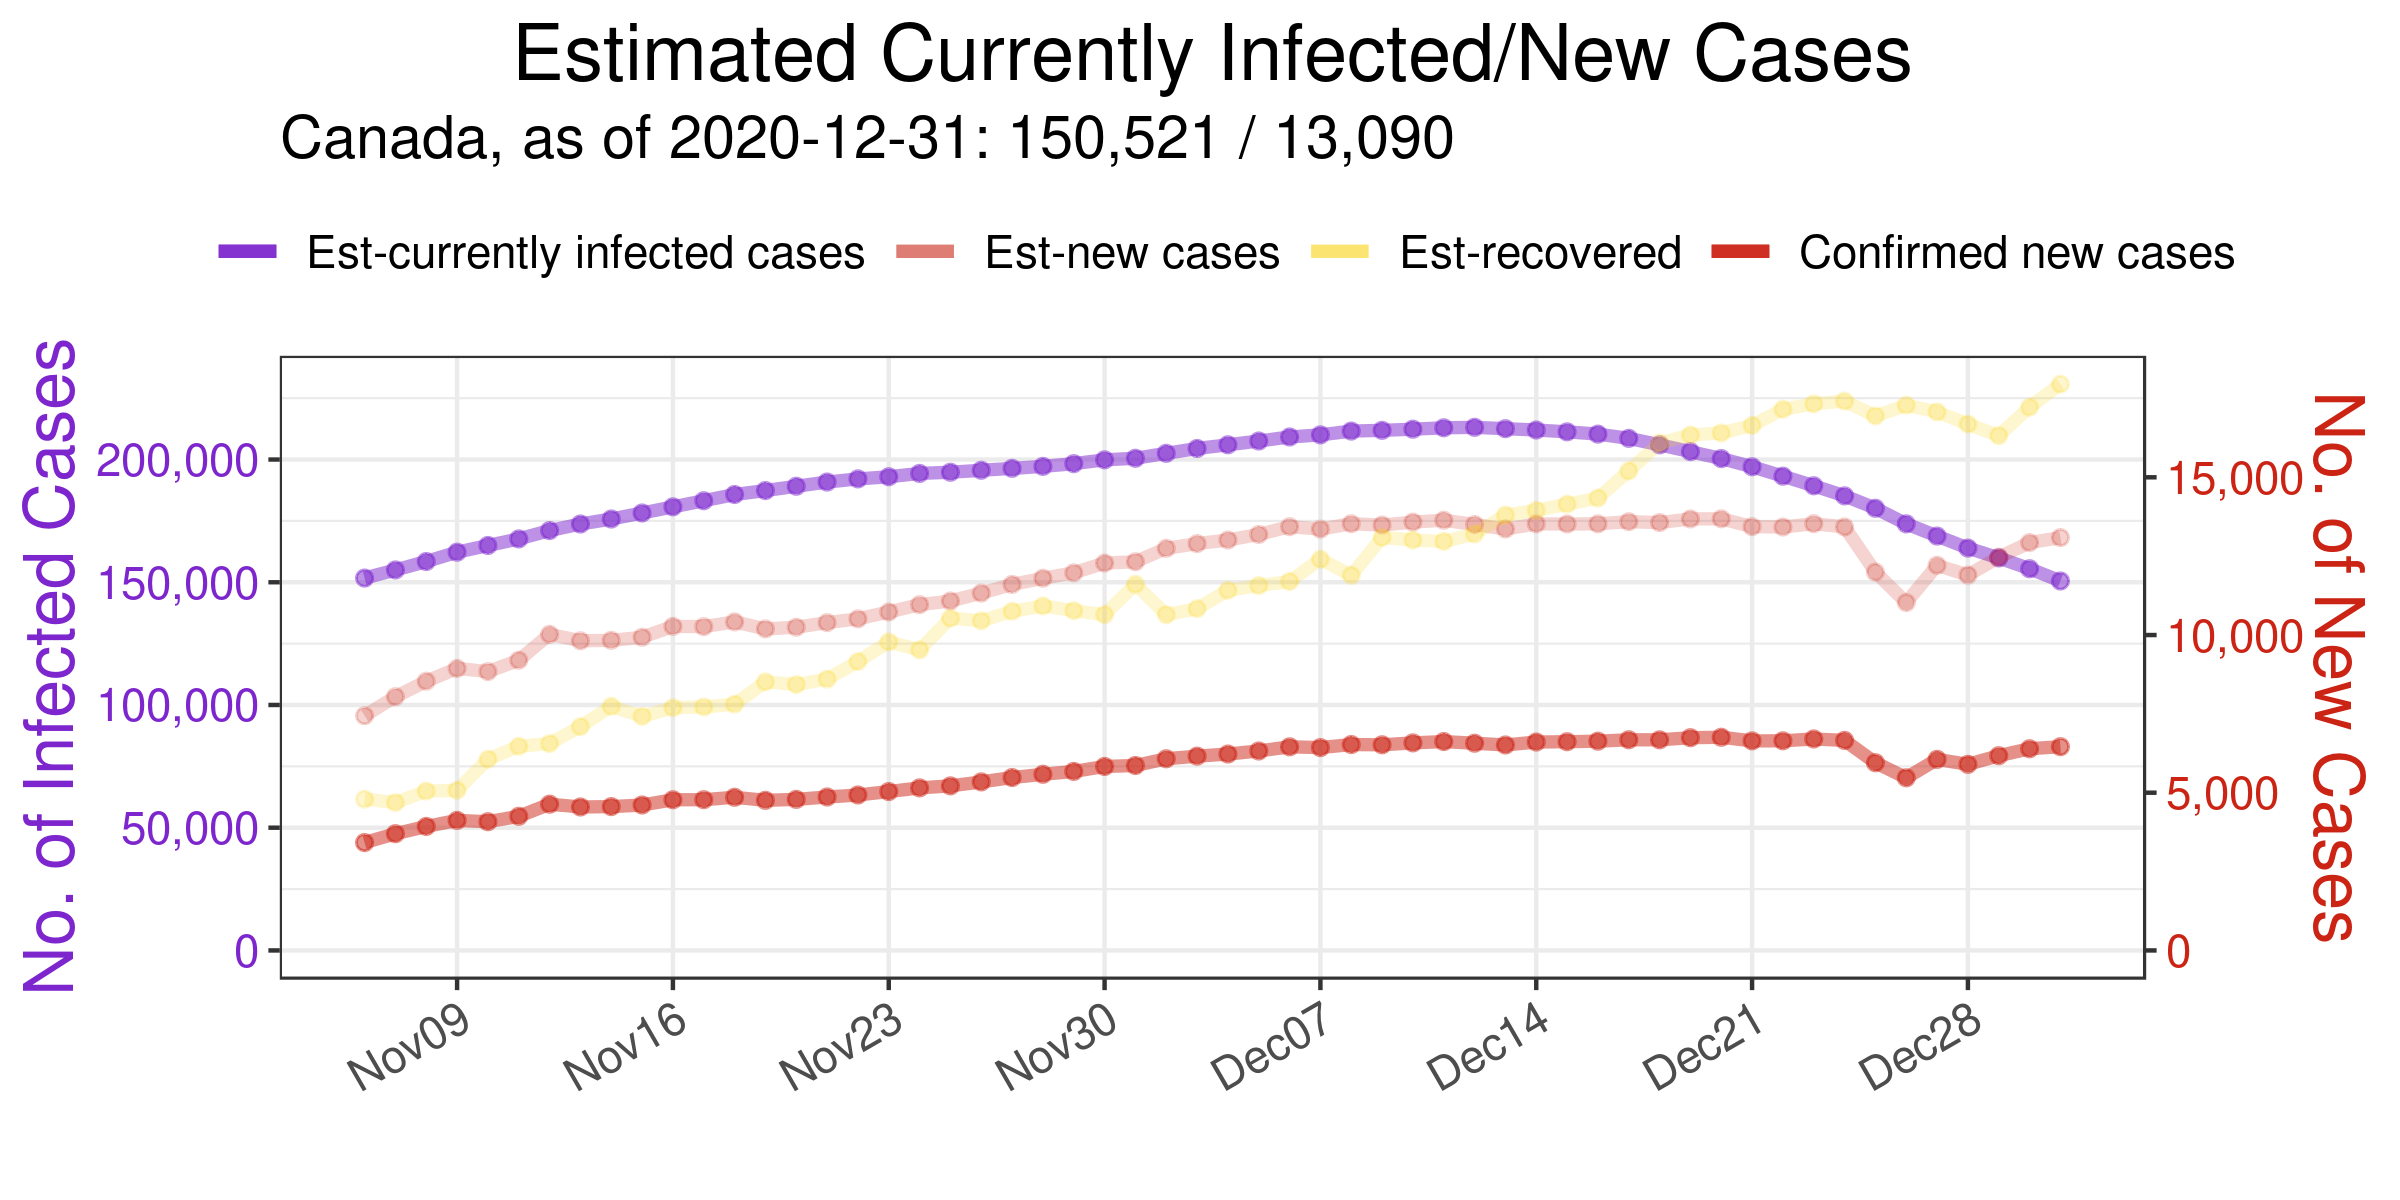 Estimated Currently Infected/New Cases
Canada, as of 2020-12-31: 150,521 / 13,090
Est-currently infected cases Est-new cases Est-recovered Confirmed new cases
No. of Infected Cases
200,000
150,000
100,000
50,000
0
15,000
10,000
5,000
0
No. of New Cases
Nov09 Nov16 Nov23 Nov30 Dec07 Dec14 Dec21 Dec28